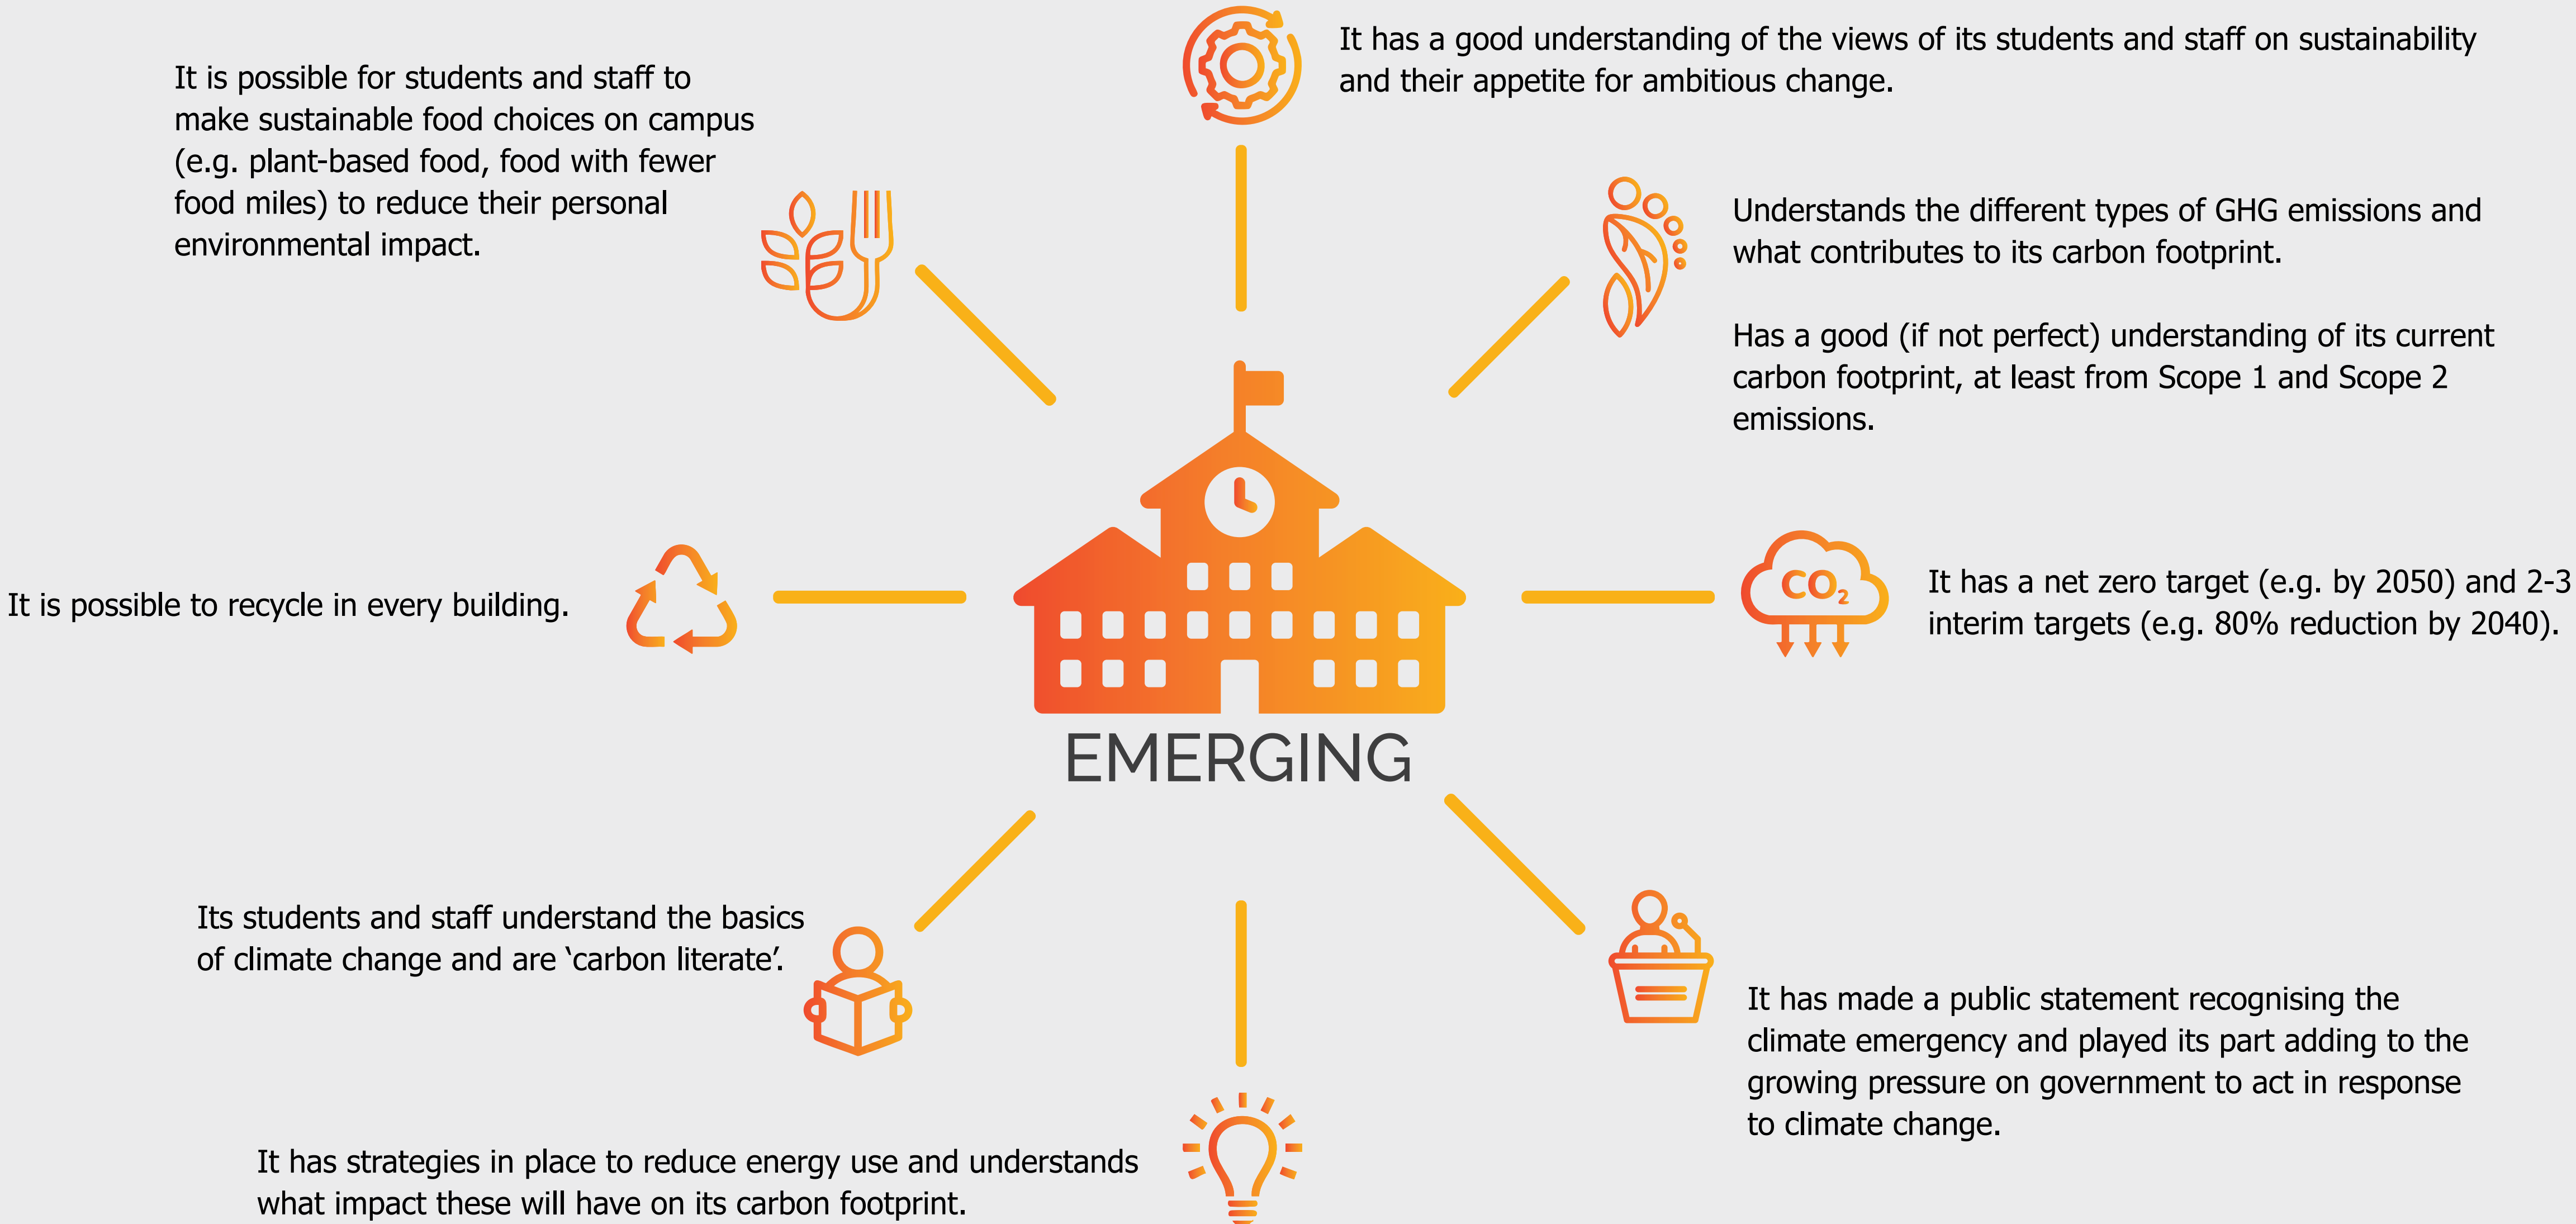 It has a good understanding of the views of its students and staff on sustainability
and their appetite for ambitious change.
It is possible for students and staff to
make sustainable food choices on campus
(e.g. plant-based food, food with fewer
food miles) to reduce their personal
environmental impact.
Understands the different types of GHG emissions and
what contributes to its carbon footprint.
Has a good (if not perfect) understanding of its current
carbon footprint, at least from Scope 1 and Scope 2
emissions.
It is possible to recycle in every building.
CO₂
It has a net zero target (e.g. by 2050) and 2-3
interim targets (e.g. 80% reduction by 2040).
EMERGING
Its students and staff understand the basics
of climate change and are ‘carbon literate’.
It has made a public statement recognising the
climate emergency and played its part adding to the
growing pressure on government to act in response
to climate change.
It has strategies in place to reduce energy use and understands
what impact these will have on its carbon footprint.